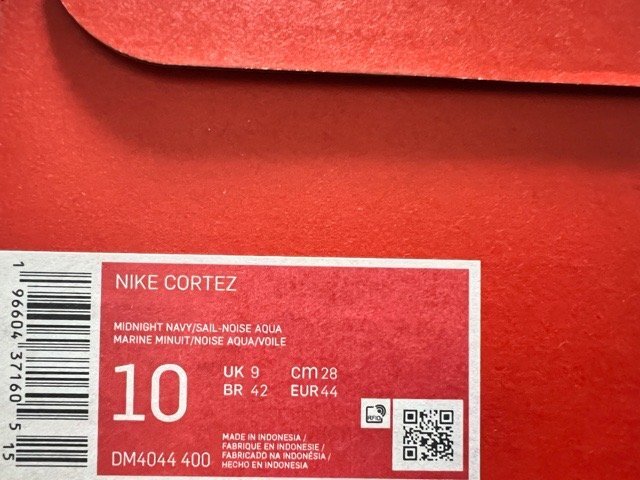 NIKE CORTEZ
MIDNIGHT NAVY/SAIL-NOISE AQUA
MARINE MINUIT/NOISE AQUA/VOILE
10
UK 9 cm 28
BR 42 EUR 44
RFID
MADE IN INDONESIA /
FABRIQUE EN INDONESIE /
FABRICADO NA INDONÉSIA /
HECHO EN INDONESIA
DM4044 400
1 96604 37160 5 15